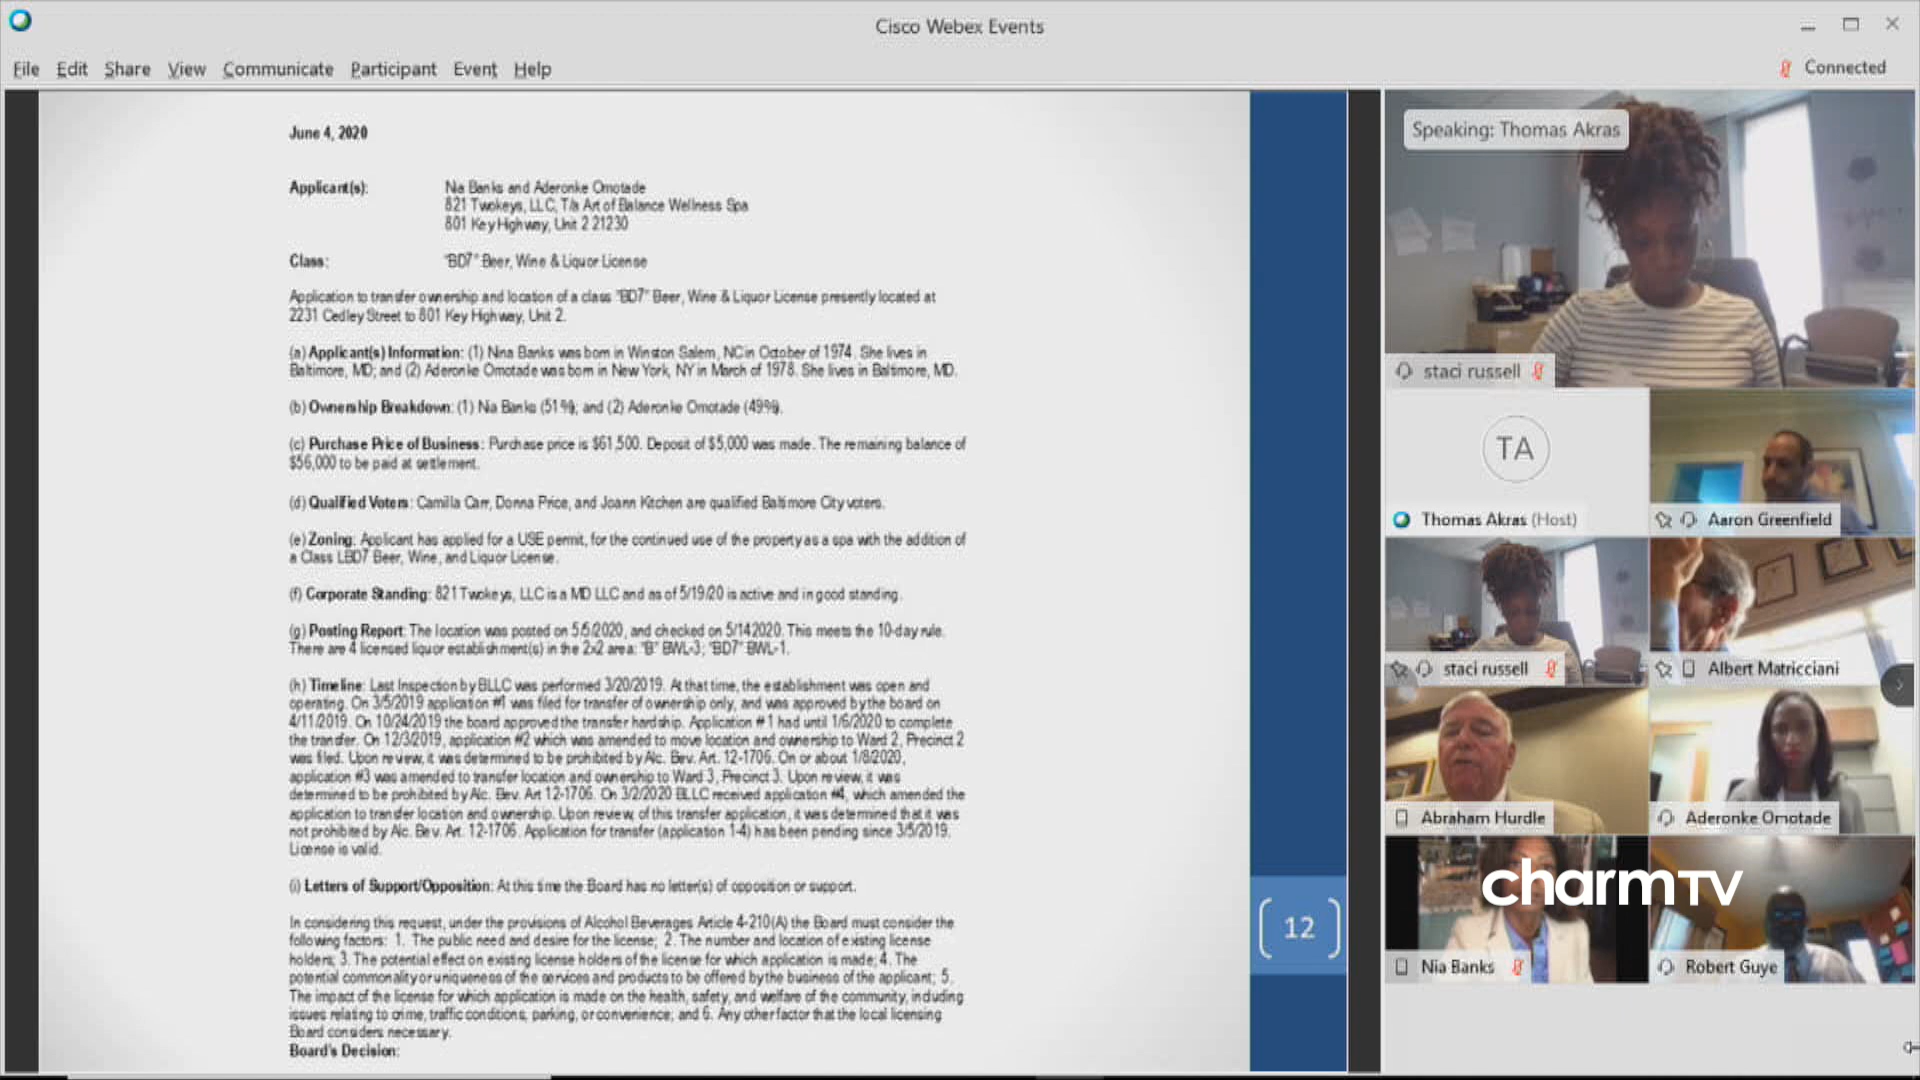 Cisco Webex Events
File Edit Share View Communicate Participant Event Help
Connected
June 4, 2020
Applicant(s): Nia Banks and Aderonke Omotade
821 Twokeys, LLC, T/a Art of Balance Wellness Spa
801 Key Highway, Unit 2 21230
Class: "BD7" Beer, Wine & Liquor License
Application to transfer ownership and location of a class "BD7" Beer, Wine & Liquor License presently located at
2231 Cedley Street to 801 Key Highway, Unit 2.
(a) Applicant(s) Information: (1) Nina Banks was born in Winston Salem, NC in October of 1974. She lives in
Baltimore, MD; and (2) Aderonke Omotade was born in New York, NY in March of 1978. She lives in Baltimore, MD.
(b) Ownership Breakdown: (1) Nia Banks (51%); and (2) Aderonke Omotade (49%).
(c) Purchase Price of Business: Purchase price is $61,500. Deposit of $5,000 was made. The remaining balance of
$56,000 to be paid at settlement.
(d) Qualified Voters: Camilla Carr, Donna Price, and Joann Kitchen are qualified Baltimore City voters.
(e) Zoning: Applicant has applied for a USE permit, for the continued use of the property as a spa with the addition of
a Class LBD7 Beer, Wine, and Liquor License.
(f) Corporate Standing: 821 Twokeys, LLC is a MD LLC and as of 5/19/20 is active and in good standing.
(g) Posting Report: The location was posted on 5/5/2020, and checked on 5/14/2020. This meets the 10-day rule.
There are 4 licensed liquor establishment(s) in the 2x2 area: "B" BWL-3; "BD7" BWL-1.
(h) Timeline: Last Inspection by BLLC was performed 3/20/2019. At that time, the establishment was open and
operating. On 3/5/2019 application #1 was filed for transfer of ownership only, and was approved by the board on
4/11/2019. On 10/24/2019 the board approved the transfer hardship. Application # 1 had until 1/6/2020 to complete
the transfer. On 12/3/2019, application #2 which was amended to move location and ownership to Ward 2, Precinct 2
was filed. Upon review, it was determined to be prohibited by Alc. Bev. Art. 12-1706. On or about 1/8/2020,
application #3 was amended to transfer location and ownership to Ward 3, Precinct 3. Upon review, it was
determined to be prohibited by Alc. Bev. Art 12-1706. On 3/2/2020 BLLC received application #4, which amended the
application to transfer location and ownership. Upon review, of this transfer application, it was determined that it was
not prohibited by Alc. Bev. Art. 12-1706. Application for transfer (application 1-4) has been pending since 3/5/2019.
License is valid.
(i) Letters of Support/Opposition: At this time the Board has no letter(s) of opposition or support.
In considering this request, under the provisions of Alcohol Beverages Article 4-210(A) the Board must consider the
following factors: 1. The public need and desire for the license; 2. The number and location of existing license
holders; 3. The potential effect on existing license holders of the license for which application is made; 4. The
potential commonality or uniqueness of the services and products to be offered by the business of the applicant; 5.
The impact of the license for which application is made on the health, safety, and welfare of the community, including
issues relating to crime, traffic conditions, parking, or convenience; and 6. Any other factor that the local licensing
Board considers necessary.
Board's Decision:
12
Speaking: Thomas Akras
staci russell
TA
Thomas Akras (Host)
Aaron Greenfield
staci russell
Albert Matricciani
Abraham Hurdle
Aderonke Omotade
charmTV
Nia Banks
Robert Guye